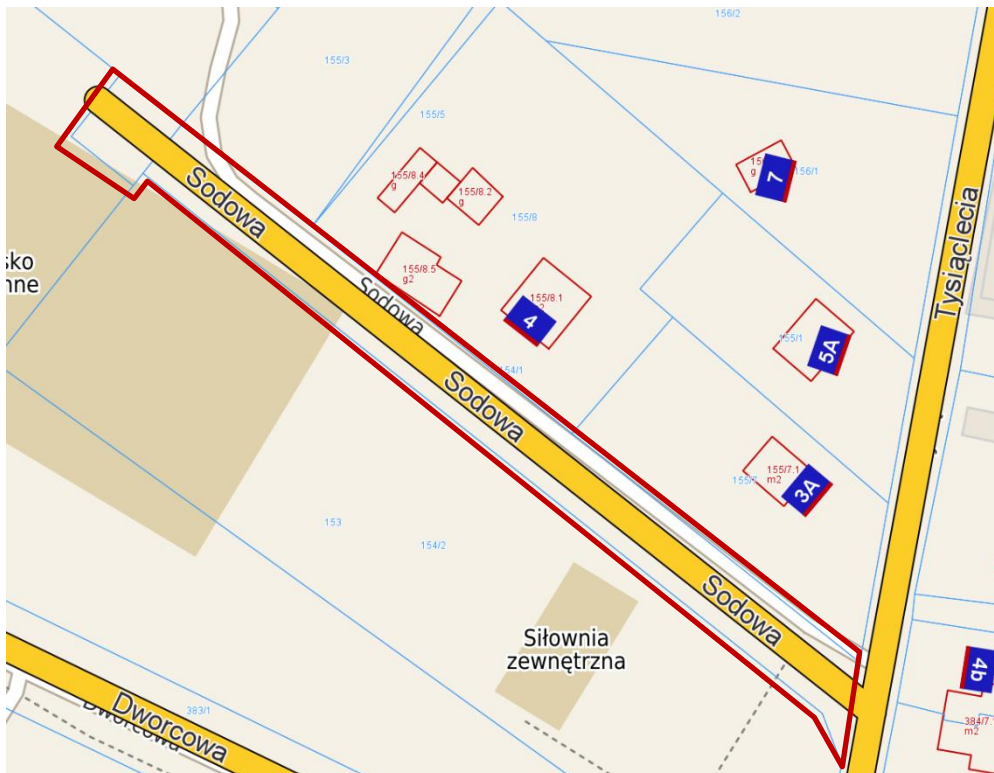 156/2
155/3
155/5
155/8.4
g
155/8.2
g
7
156/1
155/8
Sodowa
Tysiąclecia
sko
nne
155/8.5
g2
Sodowa
155/8.1
4
5A
155/1
154/1
Sodowa
155/7.1
m2
3A
153
154/2
Sodowa
Siłownia
zewnętrzna
4b
383/1
Dworcowa
Dworcowa
m2